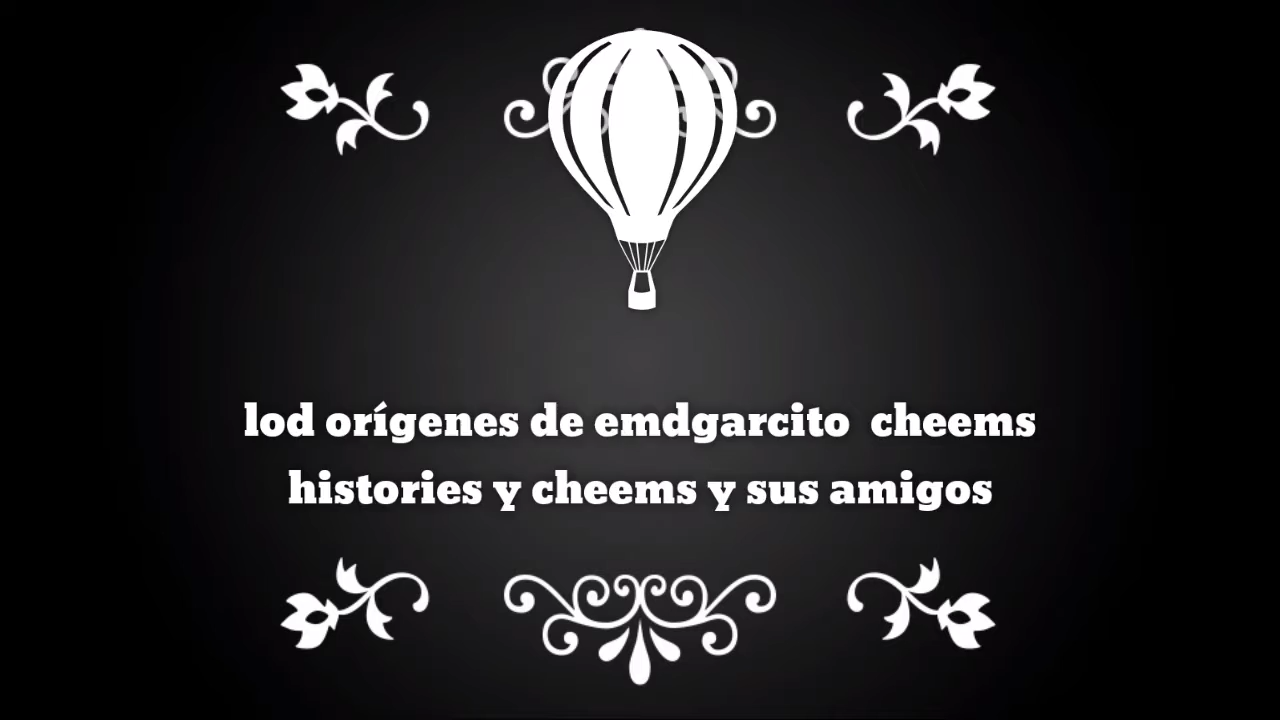 lod orígenes de emdgarcito  cheems
histories y cheems y sus amigos